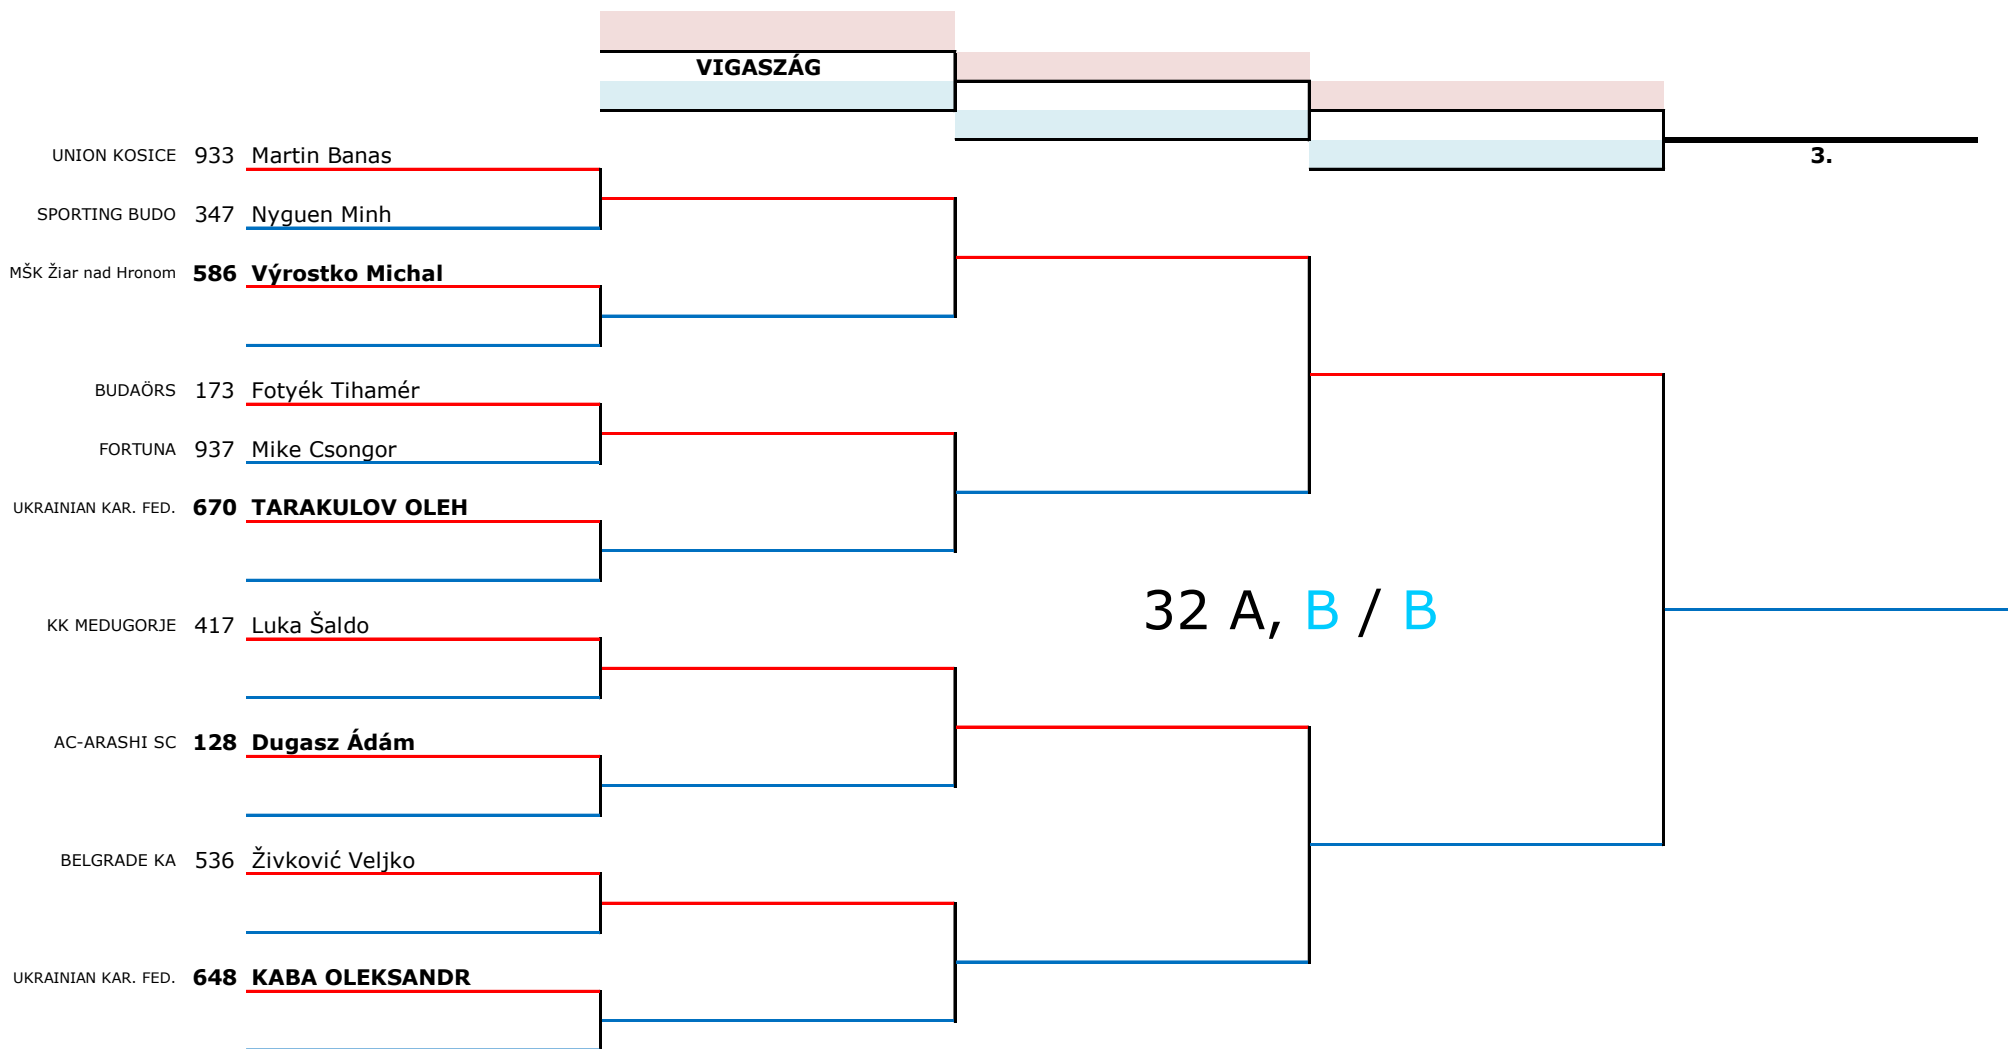 VIGASZÁG
UNION KOSICE 933 Martin Banas
3.
SPORTING BUDO 347 Nyguen Minh
MŠK Žiar nad Hronom 586 Výrostko Michal
BUDAÖRS 173 Fotyék Tihamér
FORTUNA 937 Mike Csongor
UKRAINIAN KAR. FED. 670 TARAKULOV OLEH
32 A, B / B
KK MEDUGORJE 417 Luka Šaldo
AC-ARASHI SC 128 Dugasz Ádám
BELGRADE KA 536 Živković Veljko
UKRAINIAN KAR. FED. 648 KABA OLEKSANDR